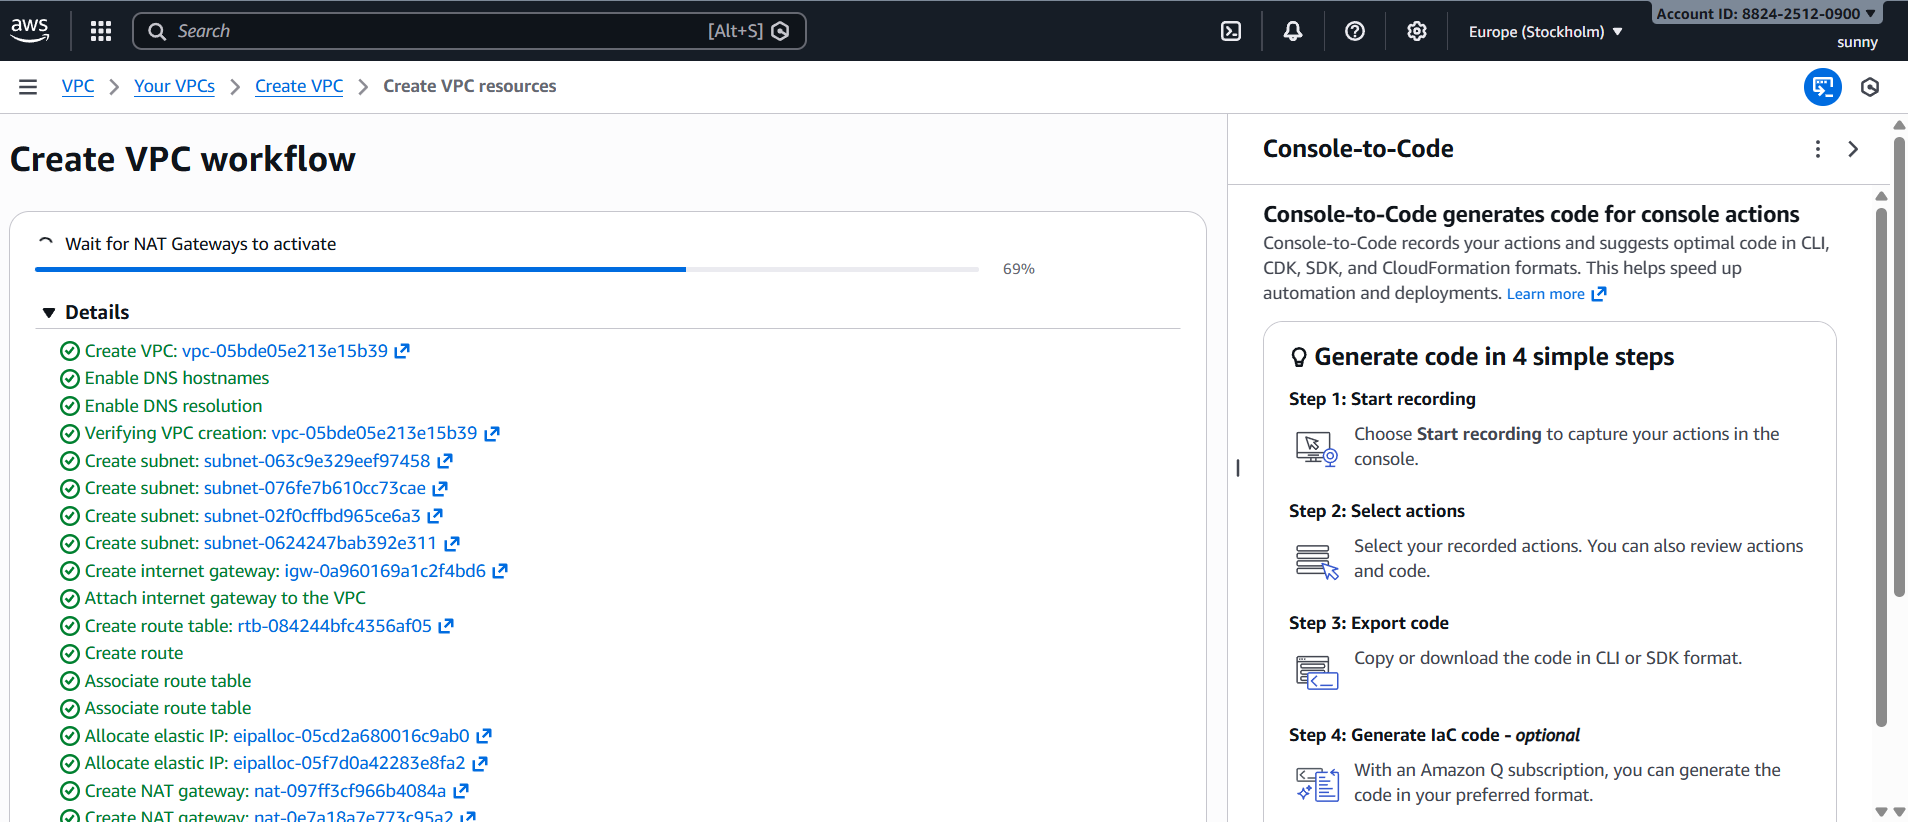 aws
Search
[Alt+S]
Europe (Stockholm)
Account ID: 8824-2512-0900
sunny
VPC
Your VPCs
Create VPC
Create VPC resources
Create VPC workflow
Wait for NAT Gateways to activate
69%
Details
Create VPC: vpc-05bde05e213e15b39
Enable DNS hostnames
Enable DNS resolution
Verifying VPC creation: vpc-05bde05e213e15b39
Create subnet: subnet-063c9e329eef97458
Create subnet: subnet-076fe7b610cc73cae
Create subnet: subnet-02f0cffbd965ce6a3
Create subnet: subnet-0624247bab392e311
Create internet gateway: igw-0a960169a1c2f4bd6
Attach internet gateway to the VPC
Create route table: rtb-084244bfc4356af05
Create route
Associate route table
Associate route table
Allocate elastic IP: eipalloc-05cd2a680016c9ab0
Allocate elastic IP: eipalloc-05f7d0a42283e8fa2
Create NAT gateway: nat-097ff3cf966b4084a
Create NAT gateway: nat-0e7a18a7e773c95a2
Console-to-Code
Console-to-Code generates code for console actions
Console-to-Code records your actions and suggests optimal code in CLI,
CDK, SDK, and CloudFormation formats. This helps speed up
automation and deployments. Learn more
Generate code in 4 simple steps
Step 1: Start recording
Choose Start recording to capture your actions in the
console.
Step 2: Select actions
Select your recorded actions. You can also review actions
and code.
Step 3: Export code
Copy or download the code in CLI or SDK format.
Step 4: Generate IaC code - optional
With an Amazon Q subscription, you can generate the
code in your preferred format.